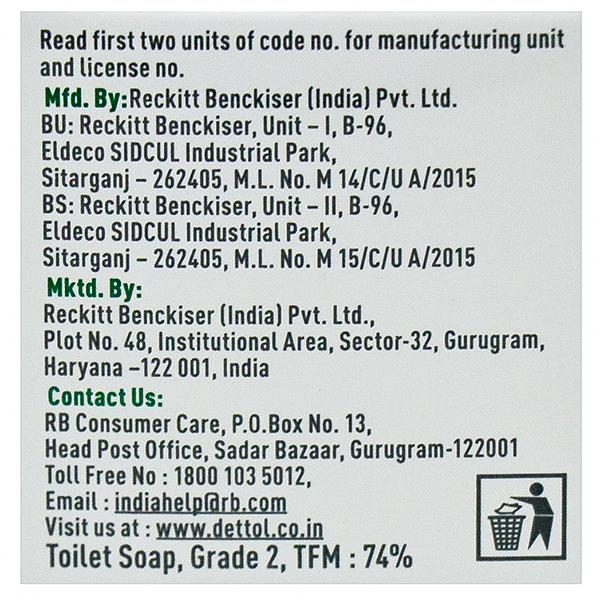 Read first two units of code no. for manufacturing unit
and license no.
Mfd. By:Reckitt Benckiser (India) Pvt. Ltd.
BU: Reckitt Benckiser, Unit – I, B-96,
Eldeco SIDCUL Industrial Park,
Sitarganj – 262405, M.L. No. M 14/C/U A/2015
BS: Reckitt Benckiser, Unit – II, B-96,
Eldeco SIDCUL Industrial Park,
Sitarganj – 262405, M.L. No. M 15/C/U A/2015
Mktd. By:
Reckitt Benckiser (India) Pvt. Ltd.,
Plot No. 48, Institutional Area, Sector-32, Gurugram,
Haryana –122 001, India
Contact Us:
RB Consumer Care, P.O.Box No. 13,
Head Post Office, Sadar Bazaar, Gurugram-122001
Toll Free No : 1800 103 5012,
Email : indiahelp@rb.com
Visit us at : www.dettol.co.in
Toilet Soap, Grade 2, TFM : 74%